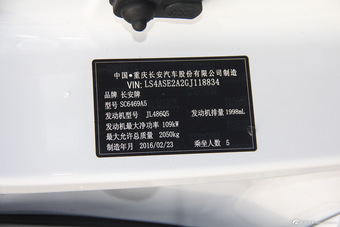 中国●重庆长安汽车股份有限公司制造
VIN: LS4ASE2A2GJ118834
品牌 长安牌
型号 SC6469A5
发动机型号 JL486Q5 发动机排量 1998mL
发动机最大净功率 109kW
最大允许总质量 2050kg
制造年月 2016/02/23 乘坐人数 5